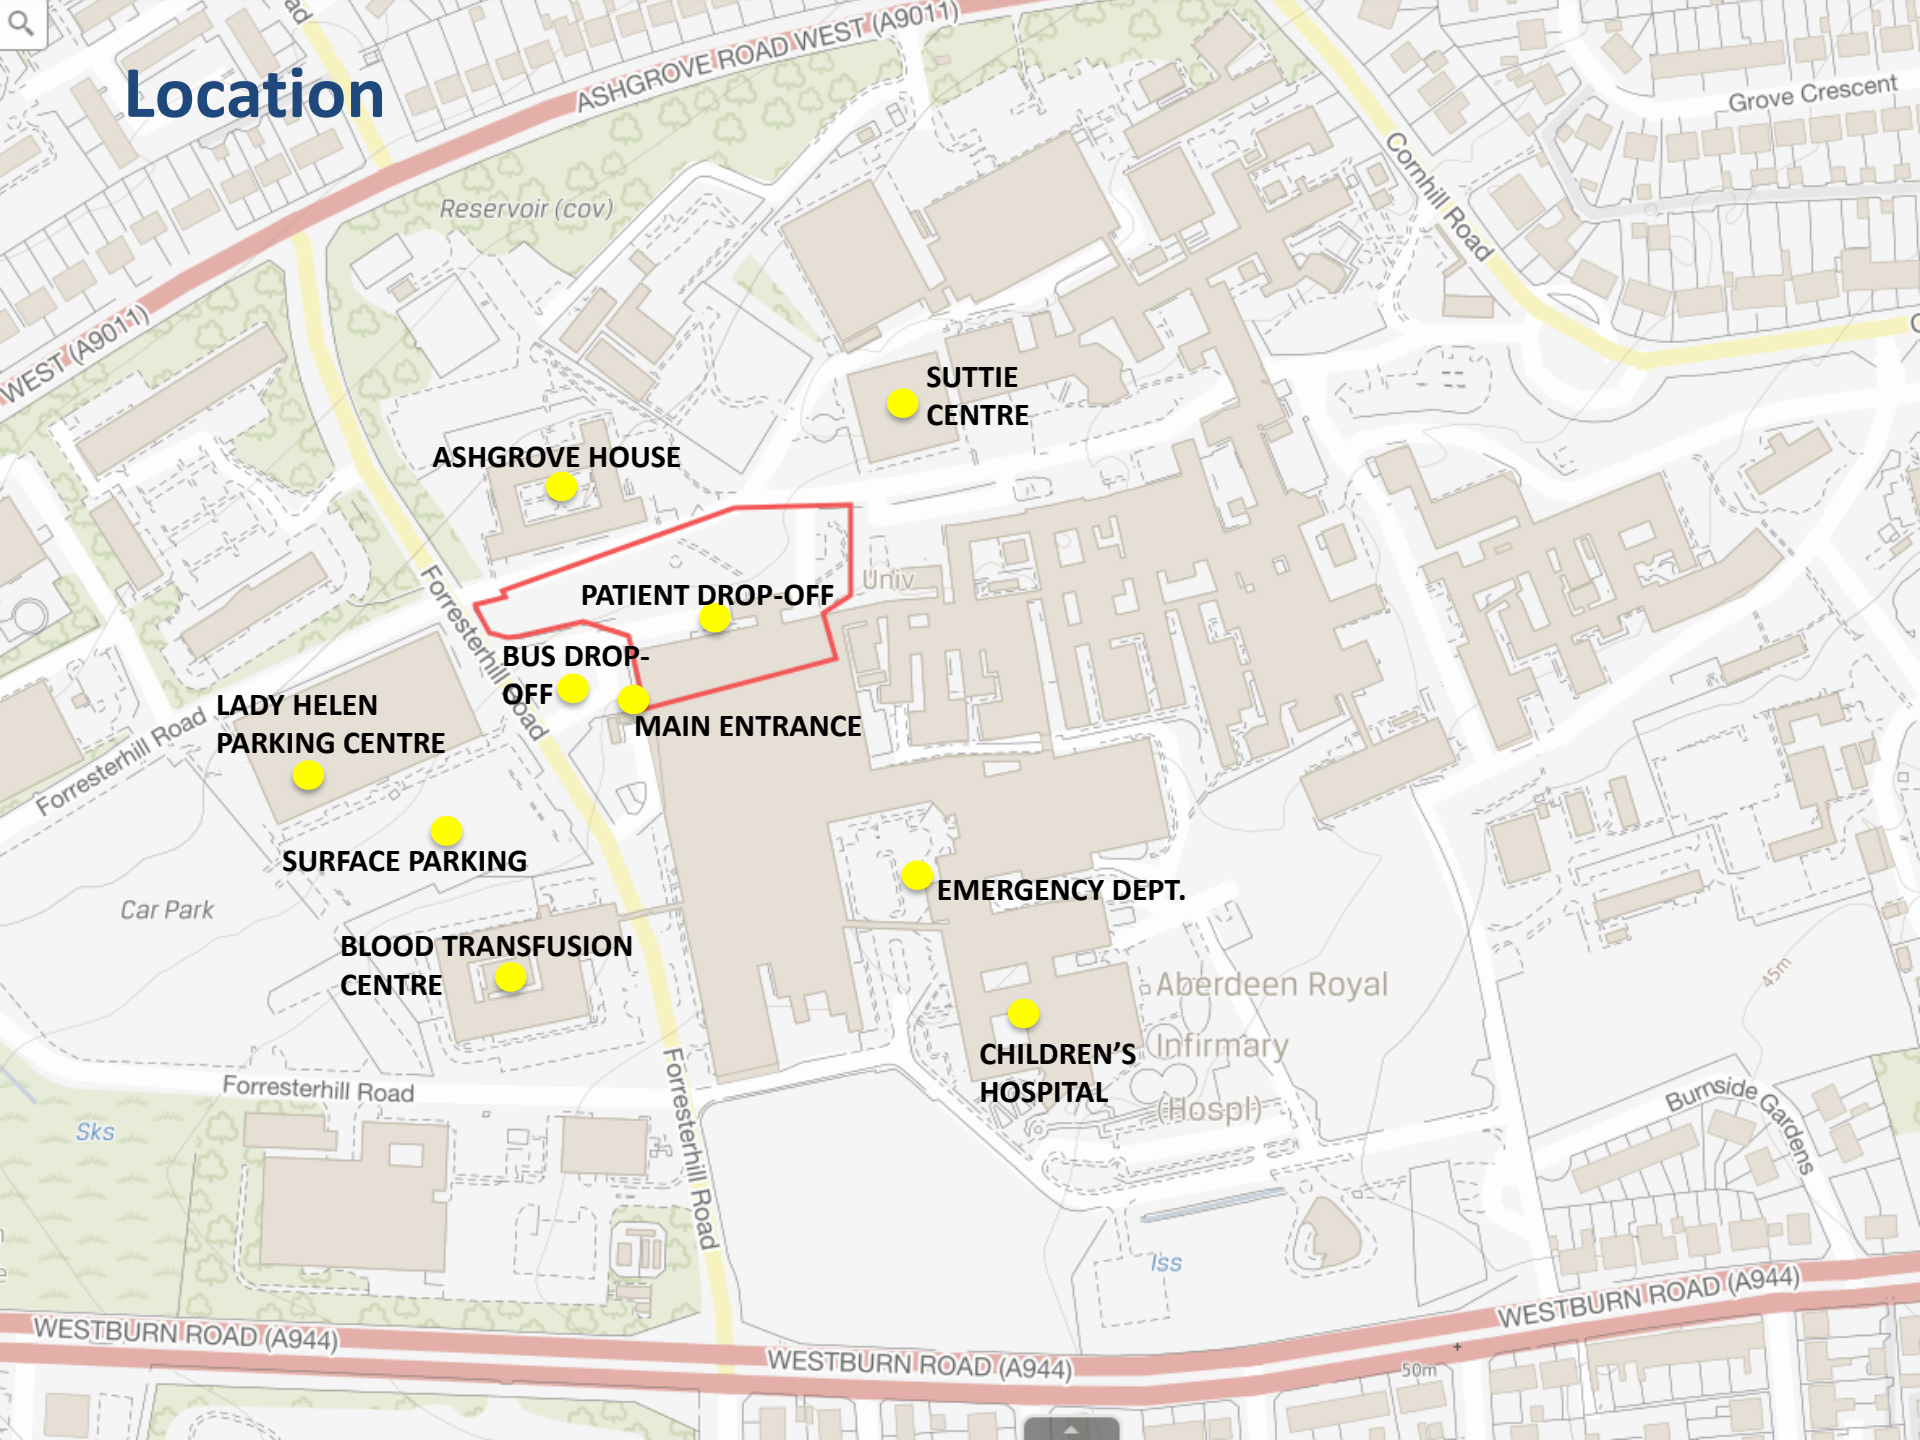 Location
ad
ASHGROVE ROAD WEST (A9011)
Grove Crescent
Cornhill Road
Reservoir (cov)
WEST (A9011)
SUTTIE
CENTRE
ASHGROVE HOUSE
Univ
PATIENT DROP-OFF
Forresterhill Road
BUS DROP-
OFF
LADY HELEN
PARKING CENTRE
MAIN ENTRANCE
Forresterhill Road
SURFACE PARKING
EMERGENCY DEPT.
Car Park
BLOOD TRANSFUSION
CENTRE
Aberdeen Royal
Infirmary
(Hospl)
45m
CHILDREN'S
HOSPITAL
Forresterhill Road
Forresterhill Road
Burnside Gardens
Sks
Iss
WESTBURN ROAD (A944)
WESTBURN ROAD (A944)
WESTBURN ROAD (A944)
50m